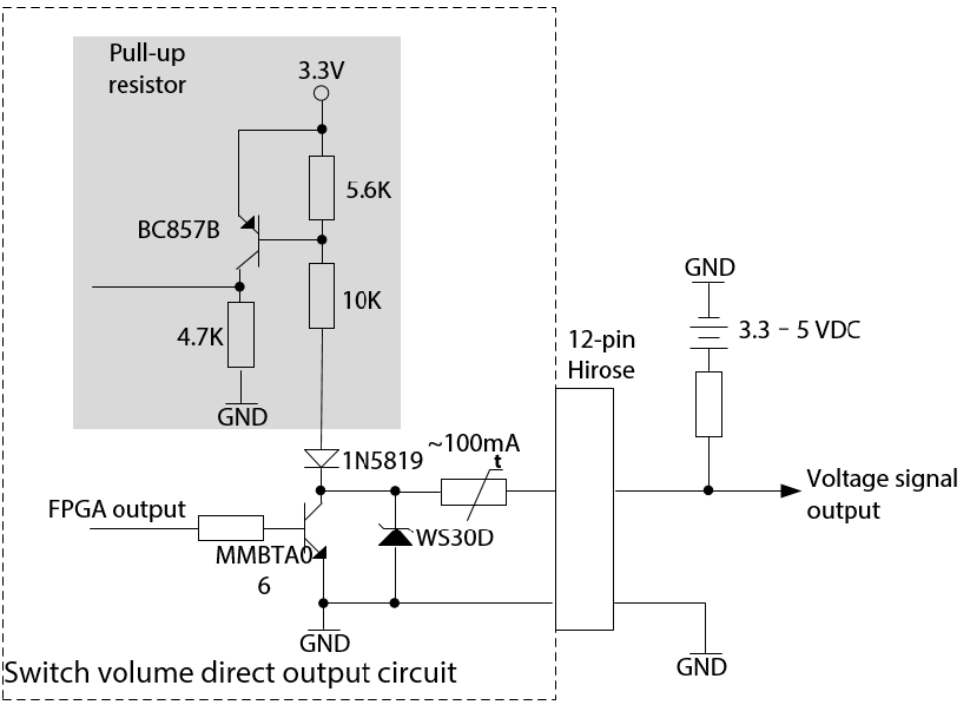 Pull-up
resistor
3.3V
5.6K
BC857B
10K
4.7K
GND
GND
3.3 - 5 VDC
12-pin
Hirose
~100mA
t
1N5819
Voltage signal
output
FPGA output
WS30D
MMBTA0
6
GND
GND
Switch volume direct output circuit